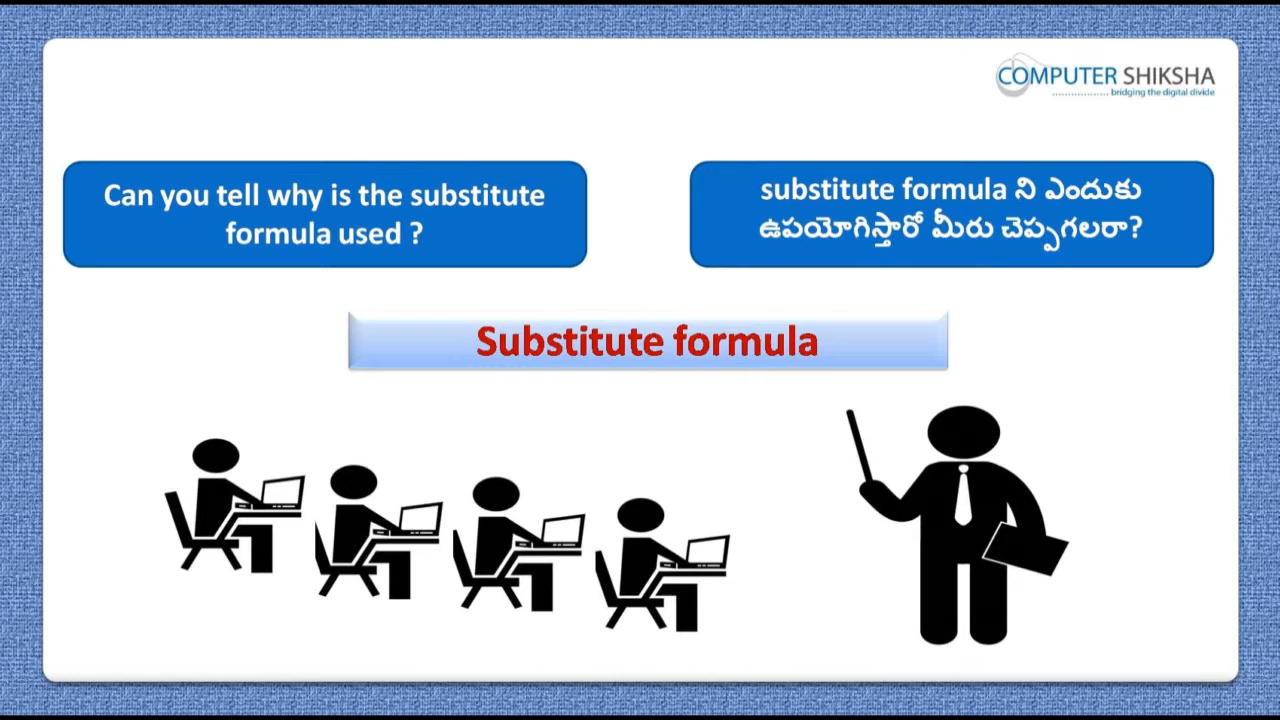 COMPUTER SHIKSHA
.................. bridging the digital divide
Can you tell why is the substitute
formula used ?
substitute formula ని ఎందుకు
ఉపయోగిస్తారో మీరు చెప్పగలరా?
Substitute formula